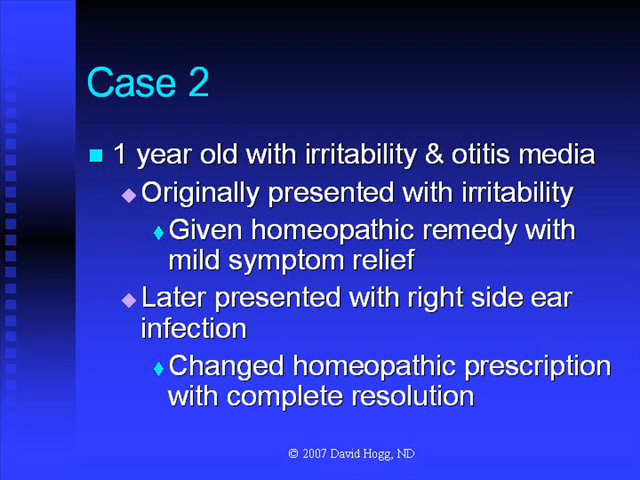 Case 2
1 year old with irritability & otitis media
Originally presented with irritability
Given homeopathic remedy with
mild symptom relief
Later presented with right side ear
infection
Changed homeopathic prescription
with complete resolution
© 2007 David Hogg, ND